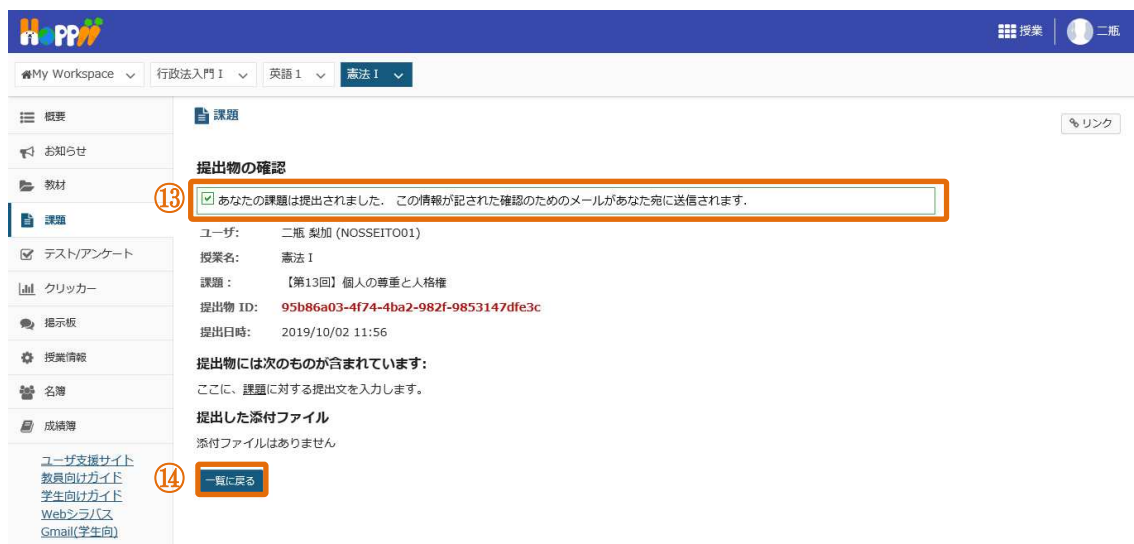 HoPPii
授業
二瓶
My Workspace
行政法入門 I
英語 1
憲法 I
概要
お知らせ
教材
課題
テスト/アンケート
クリッカー
掲示板
授業情報
名簿
成績簿
ユーザ支援サイト
教員向けガイド
学生向けガイド
Webシラバス
Gmail(学生向)
課題
リンク
提出物の確認
⑬
あなたの課題は提出されました． この情報が記された確認のためのメールがあなた宛に送信されます．
ユーザ: 二瓶 梨加 (NOSSEITO01)
授業名: 憲法 I
課題： 【第13回】個人の尊重と人格権
提出物 ID: 95b86a03-4f74-4ba2-982f-9853147dfe3c
提出日時: 2019/10/02 11:56
提出物には次のものが含まれています:
ここに、課題に対する提出文を入力します。
提出した添付ファイル
添付ファイルはありません
⑭
一覧に戻る